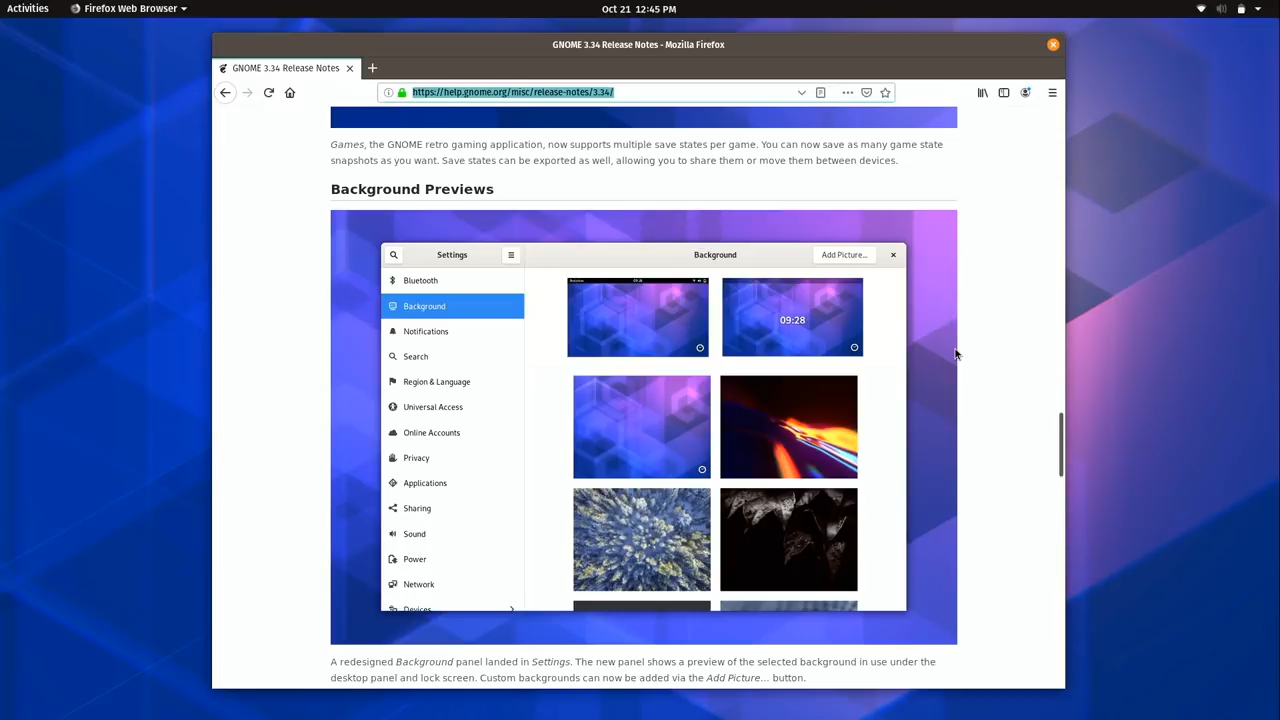 Activities
Firefox Web Browser
Oct 21 12:45 PM
GNOME 3.34 Release Notes - Mozilla Firefox
GNOME 3.34 Release Notes
https://help.gnome.org/misc/release-notes/3.34/
Games, the GNOME retro gaming application, now supports multiple save states per game. You can now save as many game state
snapshots as you want. Save states can be exported as well, allowing you to share them or move them between devices.
Background Previews
Settings
Background
Add Picture...
Bluetooth
Background
Notifications
Search
Region & Language
Universal Access
Online Accounts
Privacy
Applications
Sharing
Sound
Power
Network
Devices
09:28
A redesigned Background panel landed in Settings. The new panel shows a preview of the selected background in use under the
desktop panel and lock screen. Custom backgrounds can now be added via the Add Picture… button.